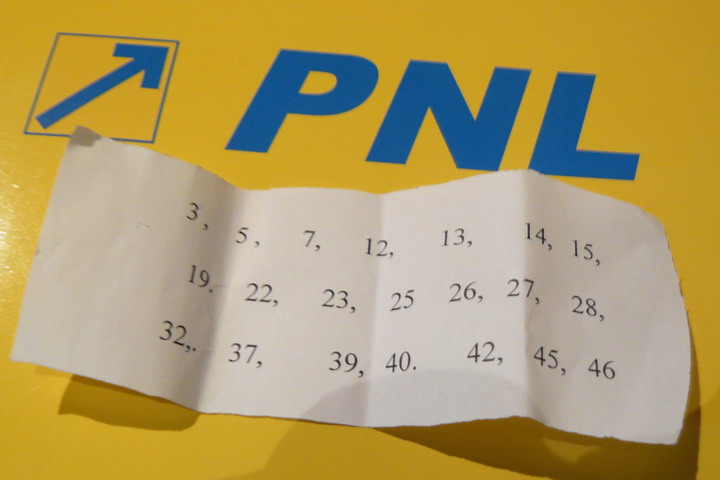 PNL
3, 5, 7, 12, 13, 14, 15,
19. 22, 23, 25 26, 27, 28,
32,. 37, 39, 40. 42, 45, 46